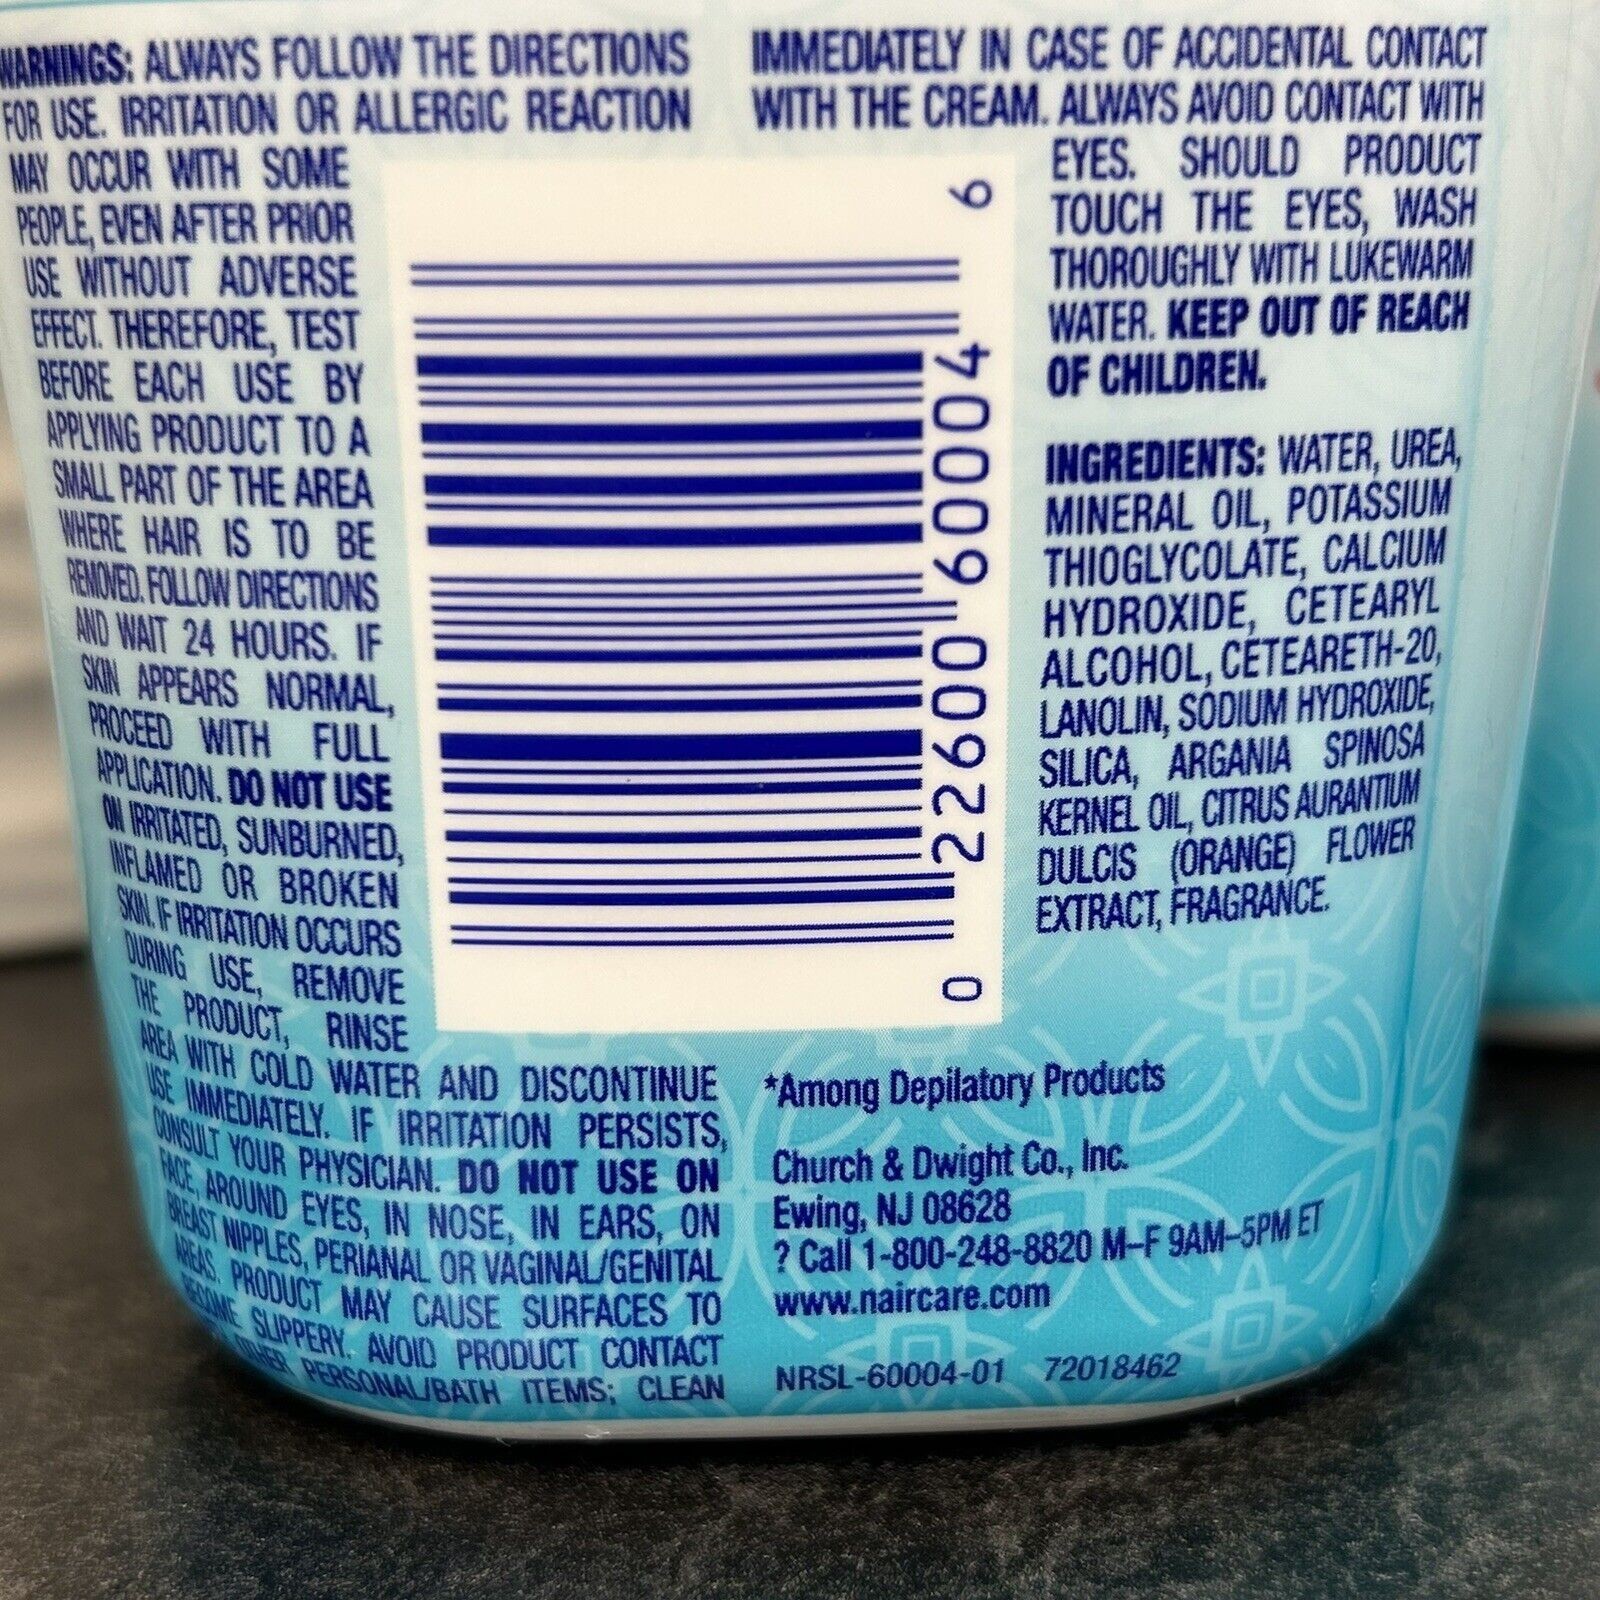 WARNINGS: ALWAYS FOLLOW THE DIRECTIONS
FOR USE. IRRITATION OR ALLERGIC REACTION
MAY OCCUR WITH SOME
PEOPLE, EVEN AFTER PRIOR
USE WITHOUT ADVERSE
EFFECT. THEREFORE, TEST
BEFORE EACH USE BY
APPLYING PRODUCT TO A
SMALL PART OF THE AREA
WHERE HAIR IS TO BE
REMOVED. FOLLOW DIRECTIONS
AND WAIT 24 HOURS. IF
SKIN APPEARS NORMAL,
PROCEED WITH FULL
APPLICATION. DO NOT USE
ON IRRITATED, SUNBURNED,
INFLAMED OR BROKEN
SKIN. IF IRRITATION OCCURS
DURING USE, REMOVE
THE PRODUCT, RINSE
AREA WITH COLD WATER AND DISCONTINUE
USE IMMEDIATELY. IF IRRITATION PERSISTS,
CONSULT YOUR PHYSICIAN. DO NOT USE ON
FACE, AROUND EYES, IN NOSE, IN EARS, ON
BREAST NIPPLES, PERIANAL OR VAGINAL/GENITAL
AREAS. PRODUCT MAY CAUSE SURFACES TO
BECOME SLIPPERY. AVOID PRODUCT CONTACT
OTHER PERSONAL/BATH ITEMS; CLEAN
IMMEDIATELY IN CASE OF ACCIDENTAL CONTACT
WITH THE CREAM. ALWAYS AVOID CONTACT WITH
EYES. SHOULD PRODUCT
TOUCH THE EYES, WASH
THOROUGHLY WITH LUKEWARM
WATER. KEEP OUT OF REACH
OF CHILDREN.
INGREDIENTS: WATER, UREA,
MINERAL OIL, POTASSIUM
THIOGLYCOLATE, CALCIUM
HYDROXIDE, CETEARYL
ALCOHOL, CETEARETH-20,
LANOLIN, SODIUM HYDROXIDE,
SILICA, ARGANIA SPINOSA
KERNEL OIL, CITRUS AURANTIUM
DULCIS (ORANGE) FLOWER
EXTRACT, FRAGRANCE.
0 22600 60004 6
*Among Depilatory Products
Church & Dwight Co., Inc.
Ewing, NJ 08628
? Call 1-800-248-8820 M–F 9AM–5PM ET
www.naircare.com
NRSL-60004-01 72018462